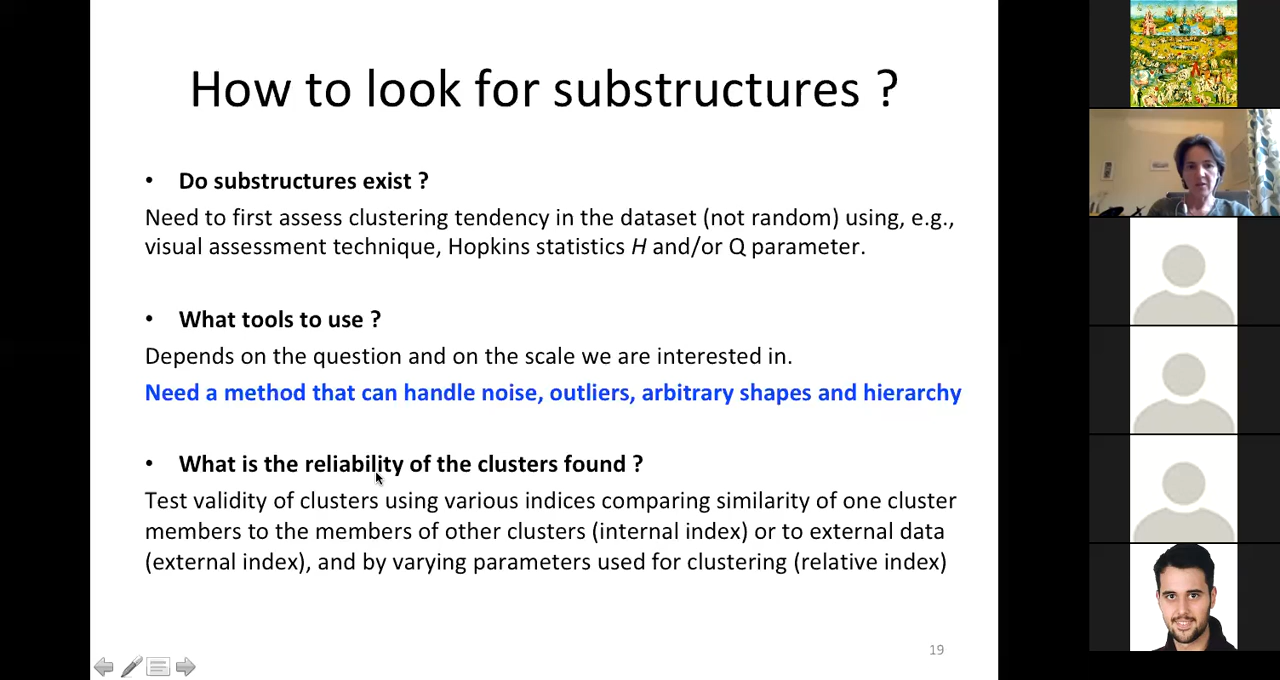 How to look for substructures ?
• Do substructures exist ?
Need to first assess clustering tendency in the dataset (not random) using, e.g.,
visual assessment technique, Hopkins statistics H and/or Q parameter.
• What tools to use ?
Depends on the question and on the scale we are interested in.
Need a method that can handle noise, outliers, arbitrary shapes and hierarchy
• What is the reliability of the clusters found ?
Test validity of clusters using various indices comparing similarity of one cluster
members to the members of other clusters (internal index) or to external data
(external index), and by varying parameters used for clustering (relative index)
19